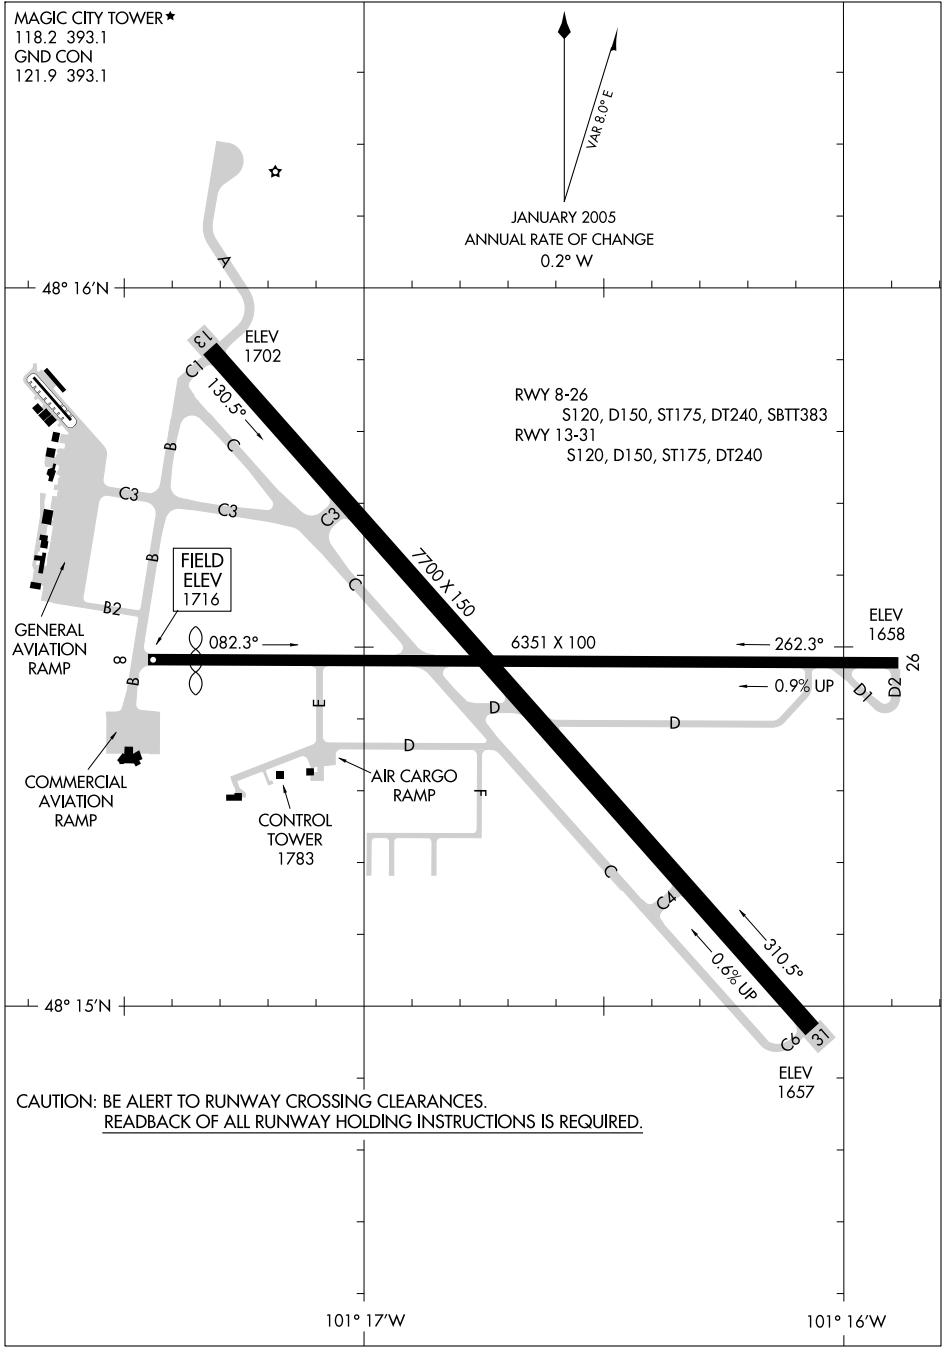 MAGIC CITY TOWER★
118.2 393.1
GND CON
121.9 393.1
VAR 8.0° E
JANUARY 2005
ANNUAL RATE OF CHANGE
0.2° W
A
48° 16'N
13
ELEV
1702
C1
130.5°
RWY 8-26
S120, D150, ST175, DT240, SBTT383
RWY 13-31
S120, D150, ST175, DT240
B
C
C3
C3
C3
B
C
7700 X 150
FIELD
ELEV
1716
B2
GENERAL
AVIATION
RAMP
8
082.3°
6351 X 100
262.3°
ELEV
1658
26
B
0.9% UP
D1
D2
E
D
D
D
COMMERCIAL
AVIATION
RAMP
AIR CARGO
RAMP
F
CONTROL
TOWER
1783
C
C4
310.5°
0.6% UP
48° 15'N
C6
31
ELEV
1657
CAUTION: BE ALERT TO RUNWAY CROSSING CLEARANCES.
READBACK OF ALL RUNWAY HOLDING INSTRUCTIONS IS REQUIRED.
101° 17'W
101° 16'W